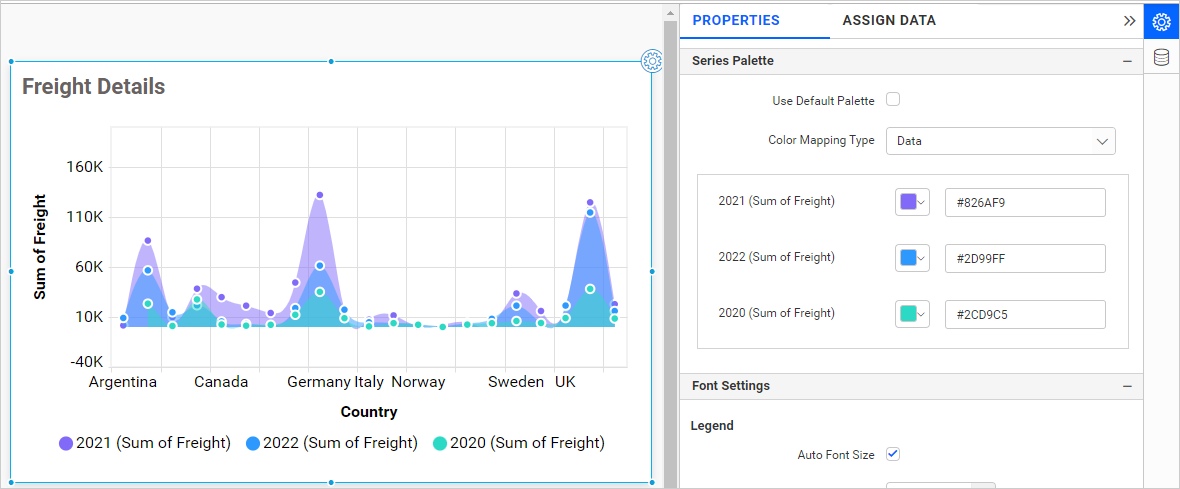 PROPERTIES
ASSIGN DATA
Series Palette
Use Default Palette
Color Mapping Type
Data
2021 (Sum of Freight)
#826AF9
2022 (Sum of Freight)
#2D99FF
2020 (Sum of Freight)
#2CD9C5
Font Settings
Legend
Auto Font Size
Freight Details
Sum of Freight
160K
110K
60K
10K
-40K
Argentina Canada Germany Italy Norway Sweden UK
Country
2021 (Sum of Freight) 2022 (Sum of Freight) 2020 (Sum of Freight)